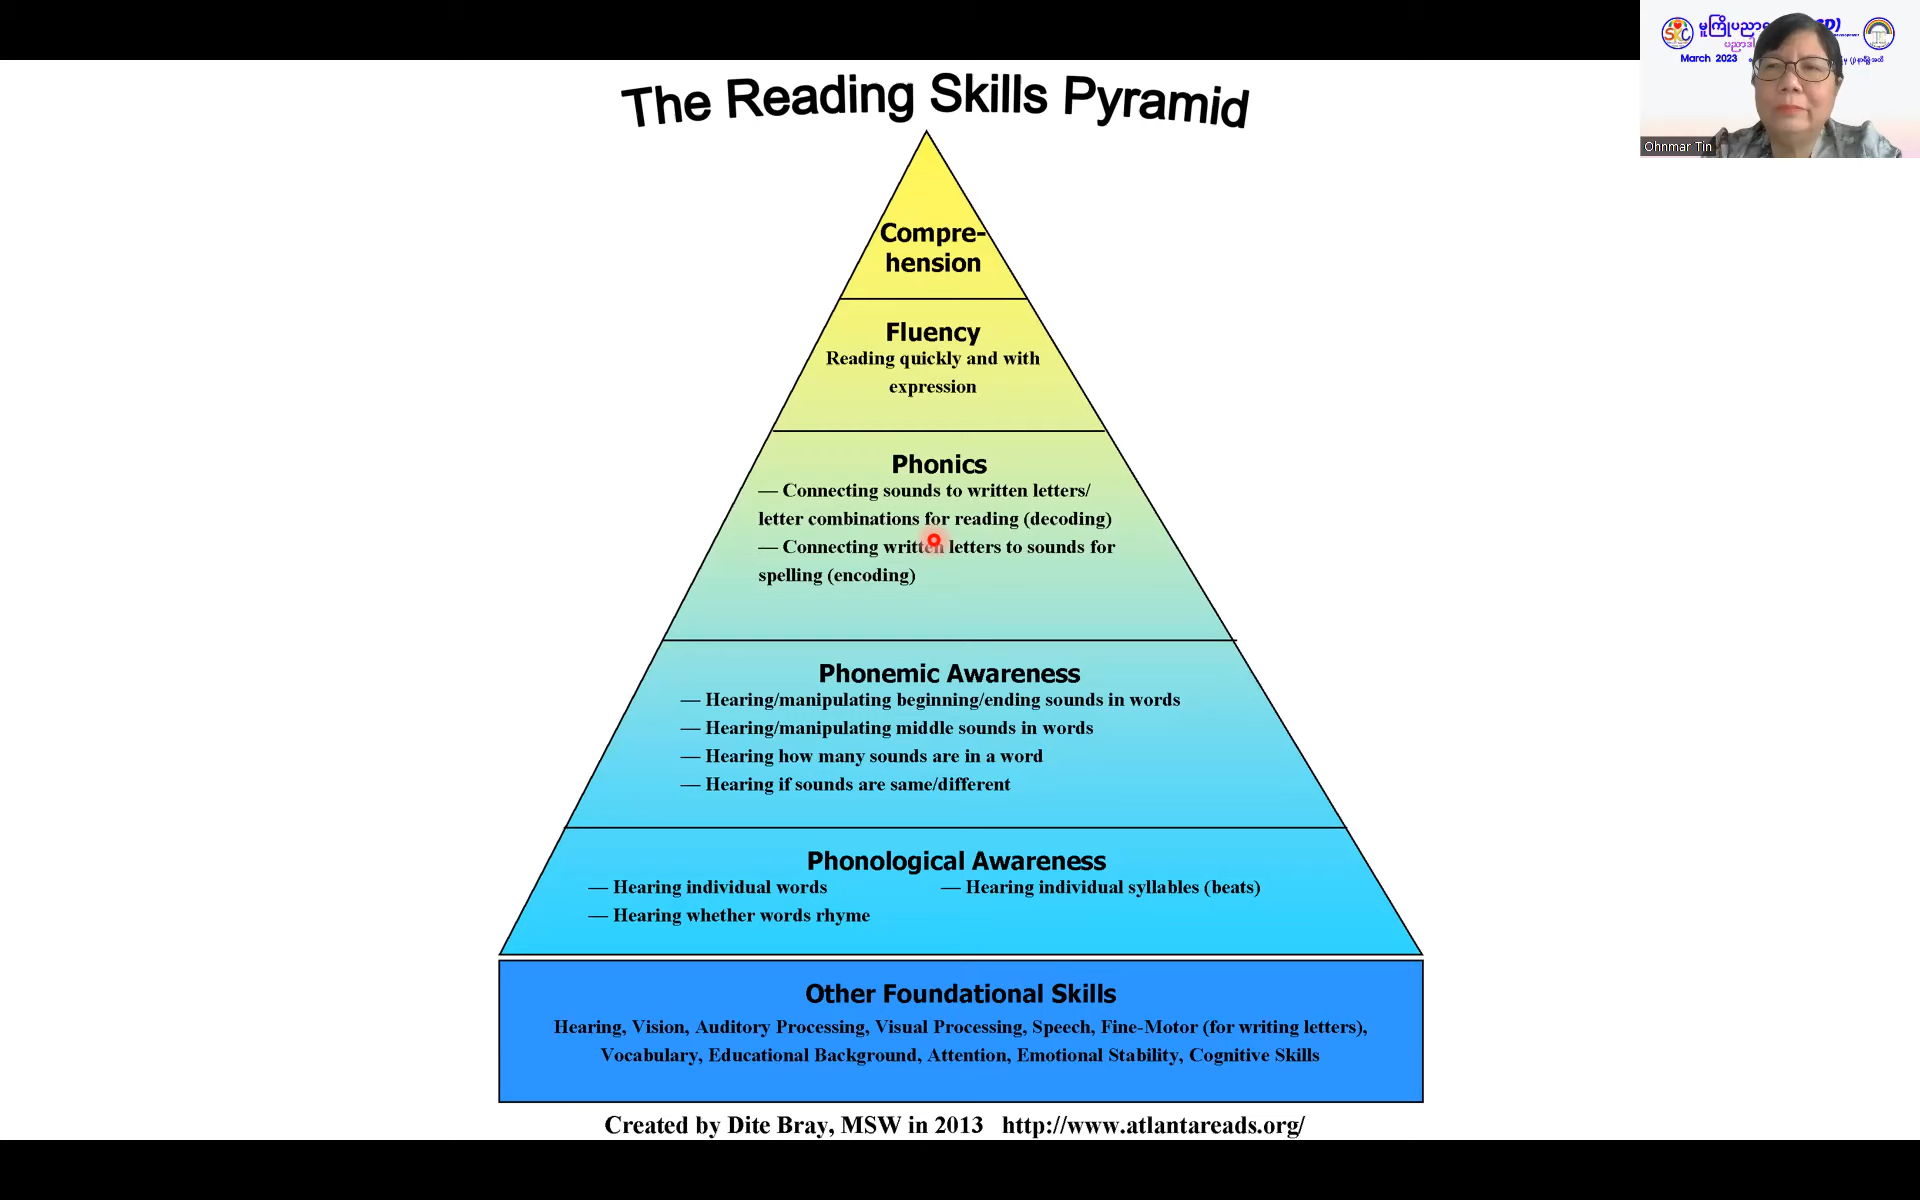 The Reading Skills Pyramid
Compre-
hension
Fluency
Reading quickly and with
expression
Phonics
— Connecting sounds to written letters/
letter combinations for reading (decoding)
— Connecting written letters to sounds for
spelling (encoding)
Phonemic Awareness
— Hearing/manipulating beginning/ending sounds in words
— Hearing/manipulating middle sounds in words
— Hearing how many sounds are in a word
— Hearing if sounds are same/different
Phonological Awareness
— Hearing individual words — Hearing individual syllables (beats)
— Hearing whether words rhyme
Other Foundational Skills
Hearing, Vision, Auditory Processing, Visual Processing, Speech, Fine-Motor (for writing letters),
Vocabulary, Educational Background, Attention, Emotional Stability, Cognitive Skills
Created by Dite Bray, MSW in 2013 http://www.atlantareads.org/
March 2023
Ohnmar Tin